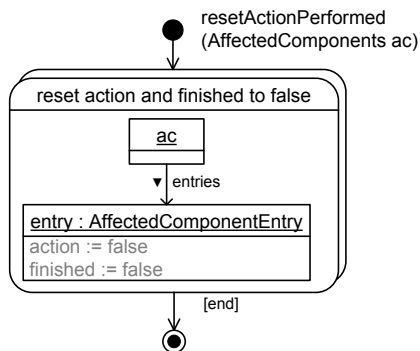 resetActionPerformed
(AffectedComponents ac)
reset action and finished to false
ac
▼ entries
entry : AffectedComponentEntry
action := false
finished := false
[end]